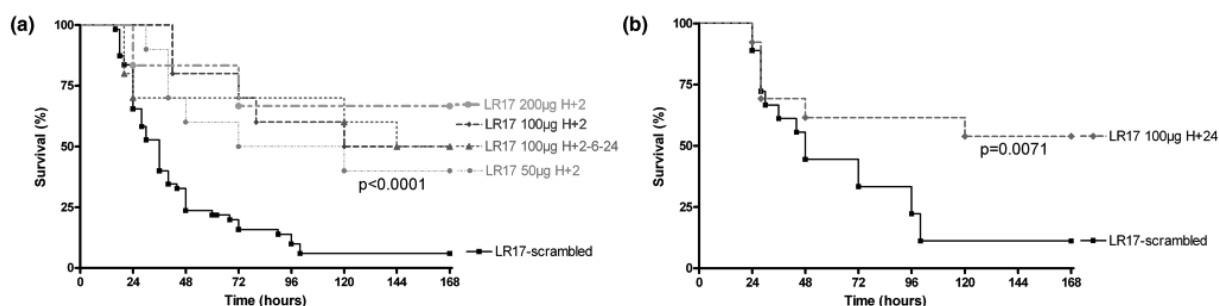 (a)
100
75
50
25
0
Survival (%)
0 24 48 72 96 120 144 168
Time (hours)
LR17 200µg H+2
LR17 100µg H+2
LR17 100µg H+2-6-24
LR17 50µg H+2
p<0.0001
LR17-scrambled
(b)
100
75
50
25
0
Survival (%)
0 24 48 72 96 120 144 168
Time (hours)
LR17 100µg H+24
p=0.0071
LR17-scrambled